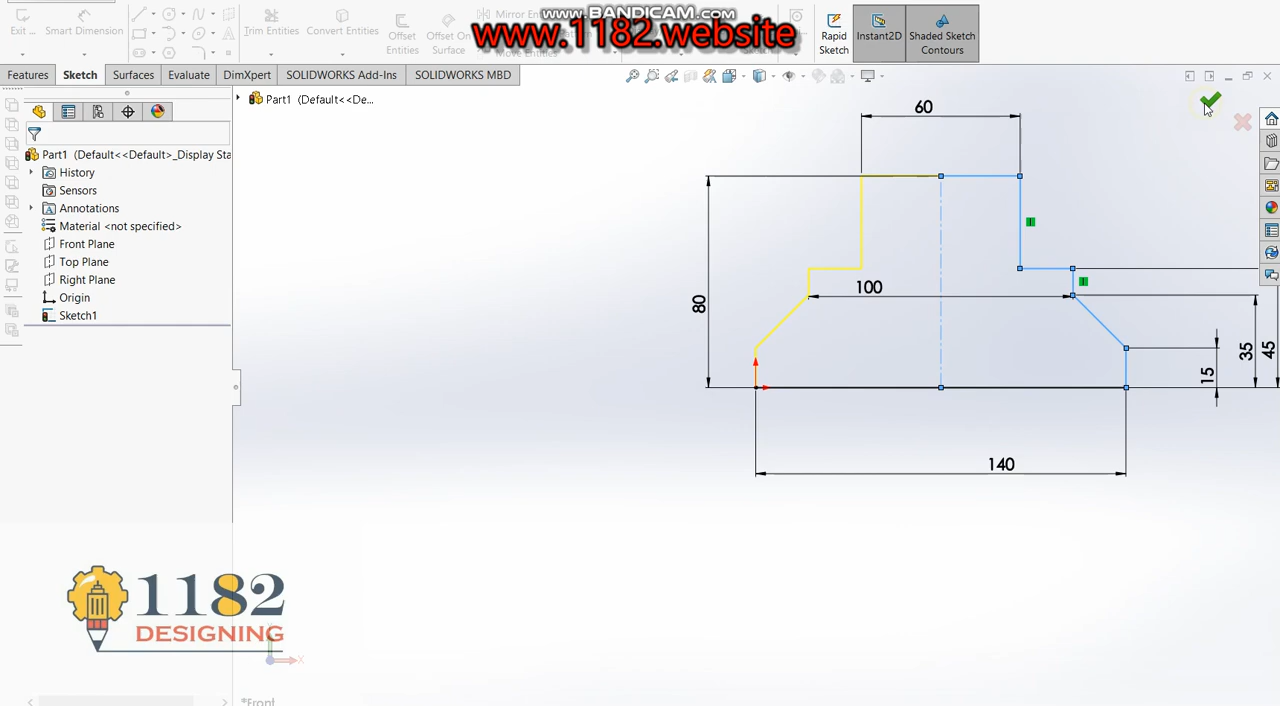 www.BANDICAM.com
www.1182.website
Exit ...
Smart Dimension
Trim Entities
Convert Entities
Offset
Entities
Offset On
Surface
Mirror Entities
Move Entities
Rapid
Sketch
Instant2D
Shaded Sketch
Contours
Features
Sketch
Surfaces
Evaluate
DimXpert
SOLIDWORKS Add-Ins
SOLIDWORKS MBD
Part1 (Default<<De...
Part1 (Default<<Default>_Display Sta
History
Sensors
Annotations
Material <not specified>
Front Plane
Top Plane
Right Plane
Origin
Sketch1
60
80
100
15
35
45
140
1182
DESIGNING
X
*Front